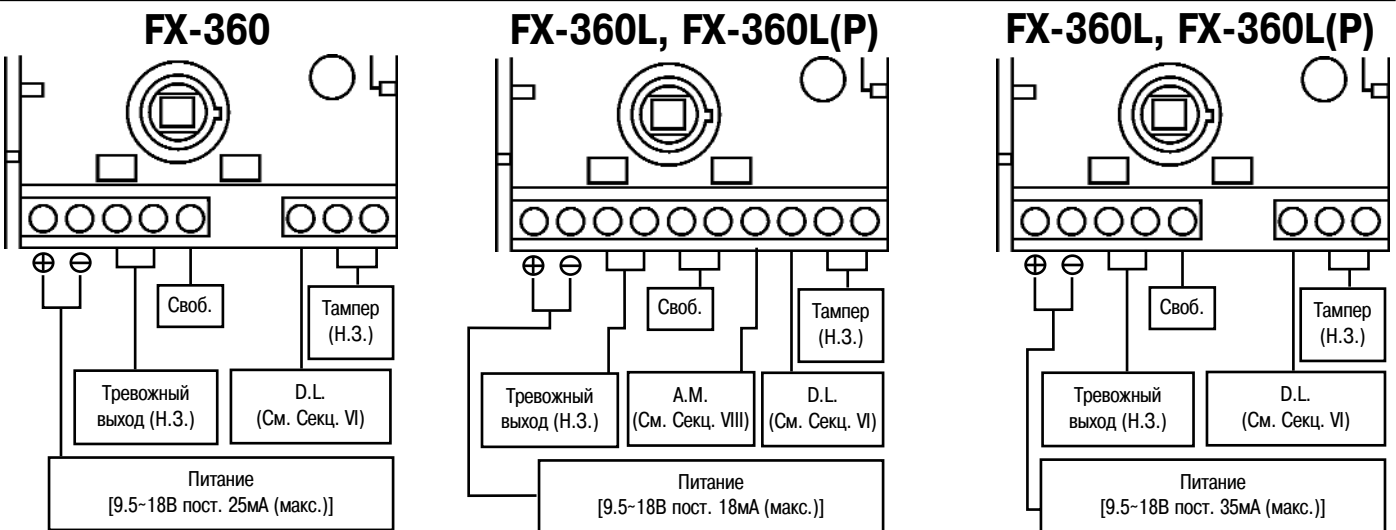 FX-360
⊕ ⊖
Своб.
Тампер
(Н.З.)
Тревожный
выход (Н.З.)
D.L.
(См. Секц. VI)
Питание
[9.5~18В пост. 25мА (макс.)]
FX-360L, FX-360L(P)
⊕ ⊖
Своб.
Тампер
(Н.З.)
Тревожный
выход (Н.З.)
A.M.
(См. Секц. VIII)
D.L.
(См. Секц. VI)
Питание
[9.5~18В пост. 18мА (макс.)]
FX-360L, FX-360L(P)
⊕ ⊖
Своб.
Тампер
(Н.З.)
Тревожный
выход (Н.З.)
D.L.
(См. Секц. VI)
Питание
[9.5~18В пост. 35мА (макс.)]